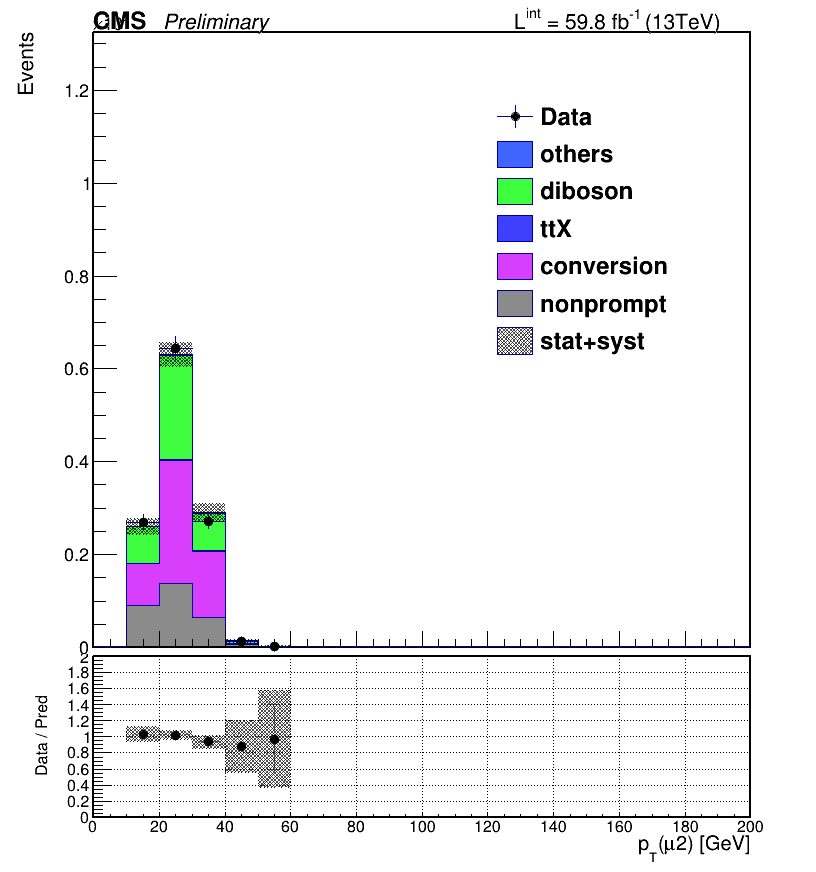 CMS Preliminary L^int = 59.8 fb^-1 (13TeV)
Events
1.2
1
0.8
0.6
0.4
0.2
0
Data
others
diboson
ttX
conversion
nonprompt
stat+syst
Data / Pred
2
1.8
1.6
1.4
1.2
1
0.8
0.6
0.4
0.2
0
0 20 40 60 80 100 120 140 160 180 200
p_T(μ2) [GeV]